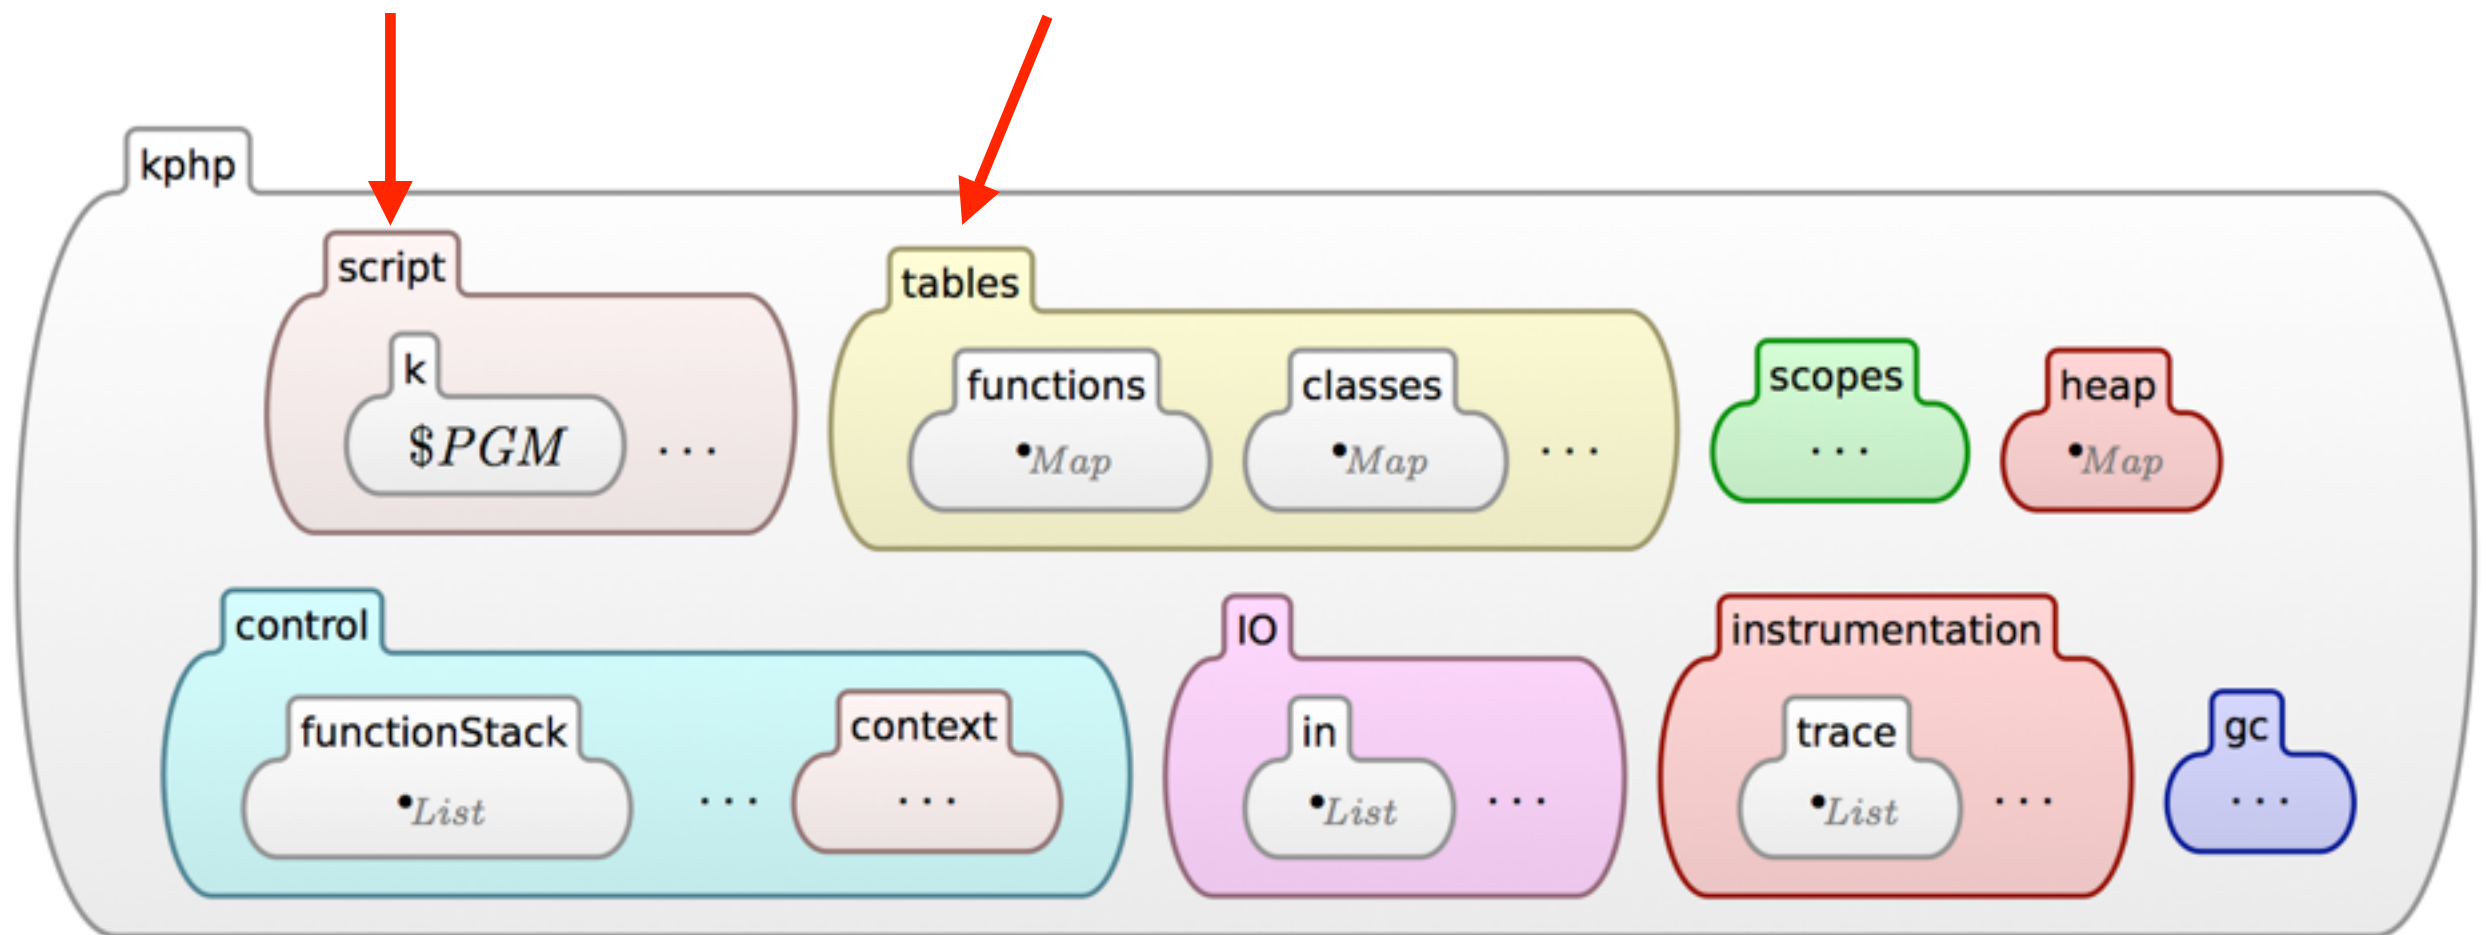 kphp
script
tables
k
functions
classes
scopes
heap
$PGM
...
•Map
•Map
...
...
•Map
control
IO
instrumentation
functionStack
context
in
trace
gc
•List
...
...
•List
...
•List
...
...